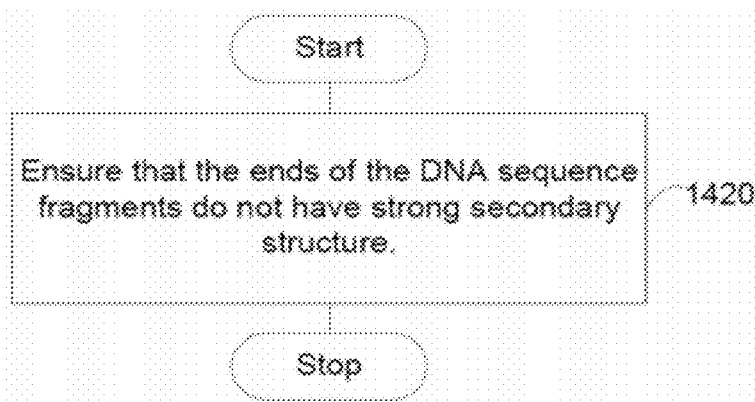 Start
Ensure that the ends of the DNA sequence
fragments do not have strong secondary
structure.
1420
Stop